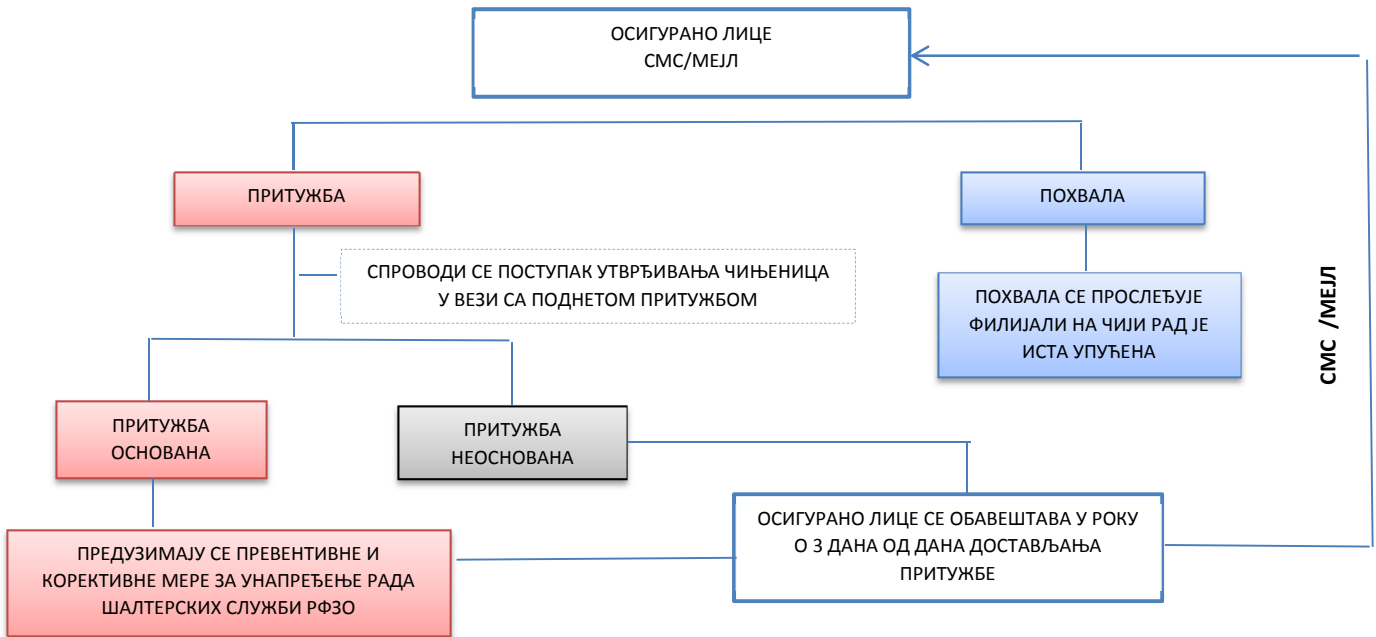 ОСИГУРАНО ЛИЦЕ
СМС/МЕЈЛ
ПРИТУЖБА
ПОХВАЛА
СПРОВОДИ СЕ ПОСТУПАК УТВРЂИВАЊА ЧИЊЕНИЦА
У ВЕЗИ СА ПОДНЕТОМ ПРИТУЖБОМ
ПОХВАЛА СЕ ПРОСЛЕЂУЈЕ
ФИЛИЈАЛИ НА ЧИЈИ РАД ЈЕ
ИСТА УПУЋЕНА
СМС /МЕЈЛ
ПРИТУЖБА
ОСНОВАНА
ПРИТУЖБА
НЕОСНОВАНА
ПРЕДУЗИМАЈУ СЕ ПРЕВЕНТИВНЕ И
КОРЕКТИВНЕ МЕРЕ ЗА УНАПРЕЂЕЊЕ РАДА
ШАЛТЕРСКИХ СЛУЖБИ РФЗО
ОСИГУРАНО ЛИЦЕ СЕ ОБАВЕШТАВА У РОКУ
О 3 ДАНА ОД ДАНА ДОСТАВЉАЊА
ПРИТУЖБЕ